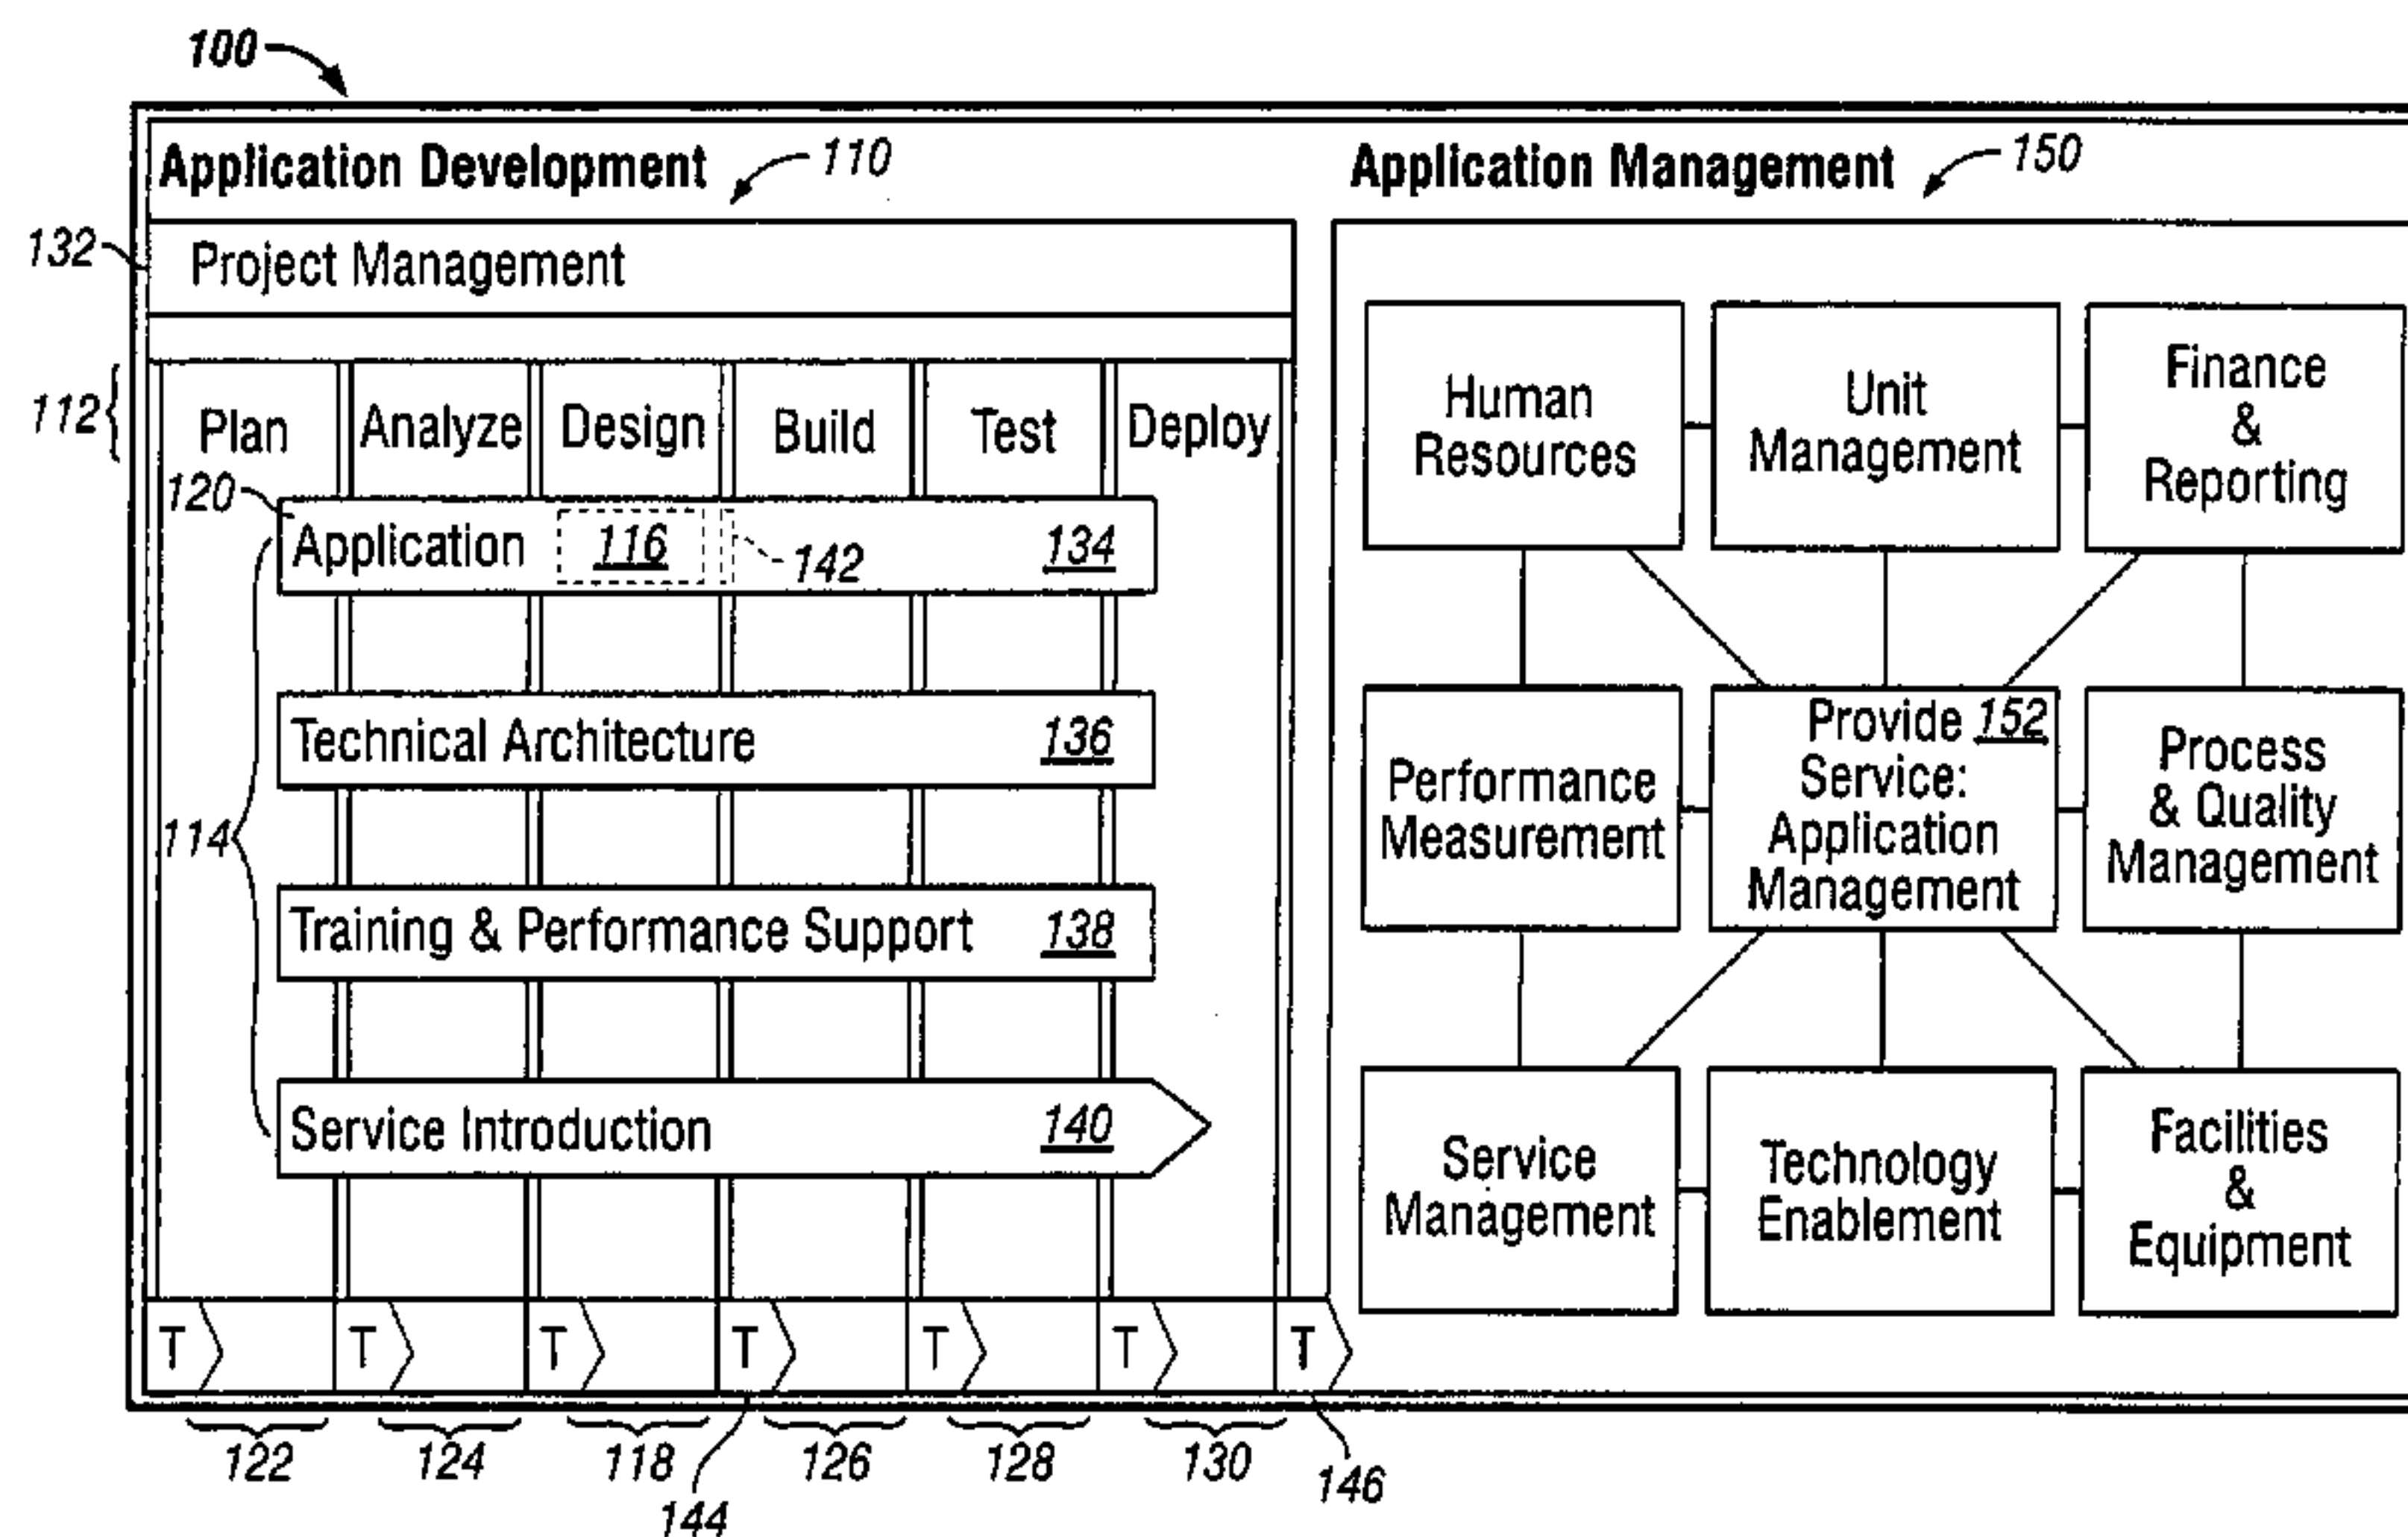 100
Application Development
110
Application Management
150
132
Project Management
112
Plan
Analyze
Design
Build
Test
Deploy
120
Application
116
142
134
114
Technical Architecture
136
Training & Performance Support
138
Service Introduction
140
T
T
T
T
T
T
T
122
124
118
126
128
130
144
146
Human
Resources
Unit
Management
Finance
&
Reporting
Performance
Measurement
Provide 152
Service:
Application
Management
Process
& Quality
Management
Service
Management
Technology
Enablement
Facilities
&
Equipment